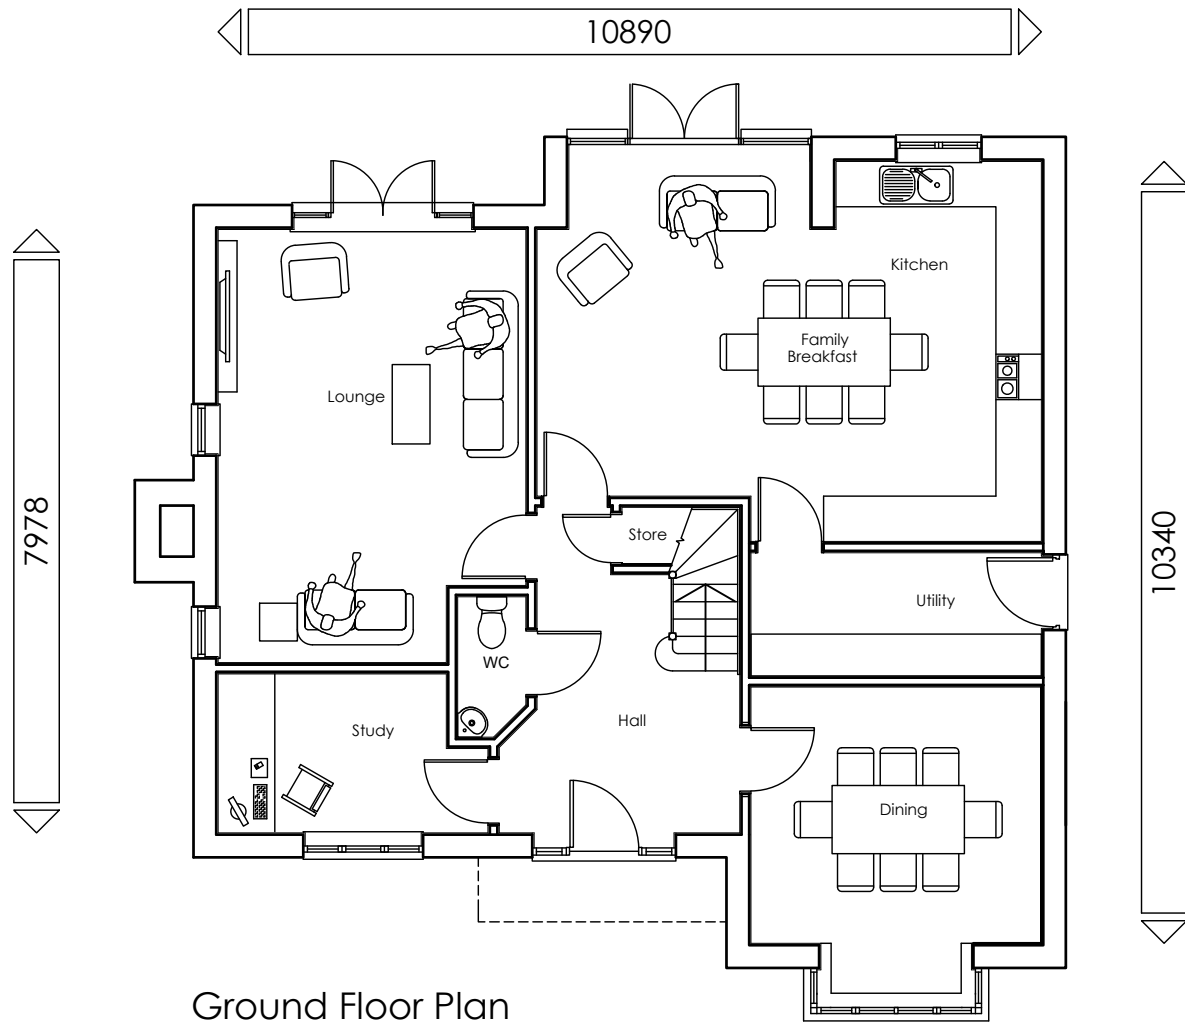 10890
Kitchen
Family
Breakfast
Lounge
7978
Store
10340
Utility
WC
Hall
Study
Dining
Ground Floor Plan